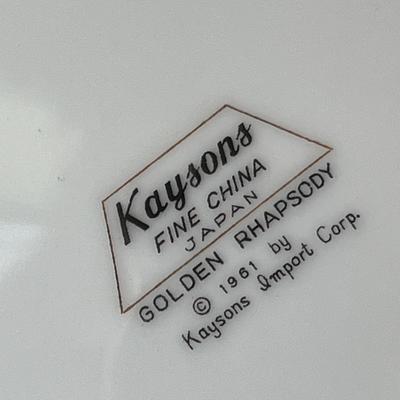 Kaysons
FINE CHINA
JAPAN
GOLDEN RHAPSODY
© 1961 by
Kaysons Import Corp.